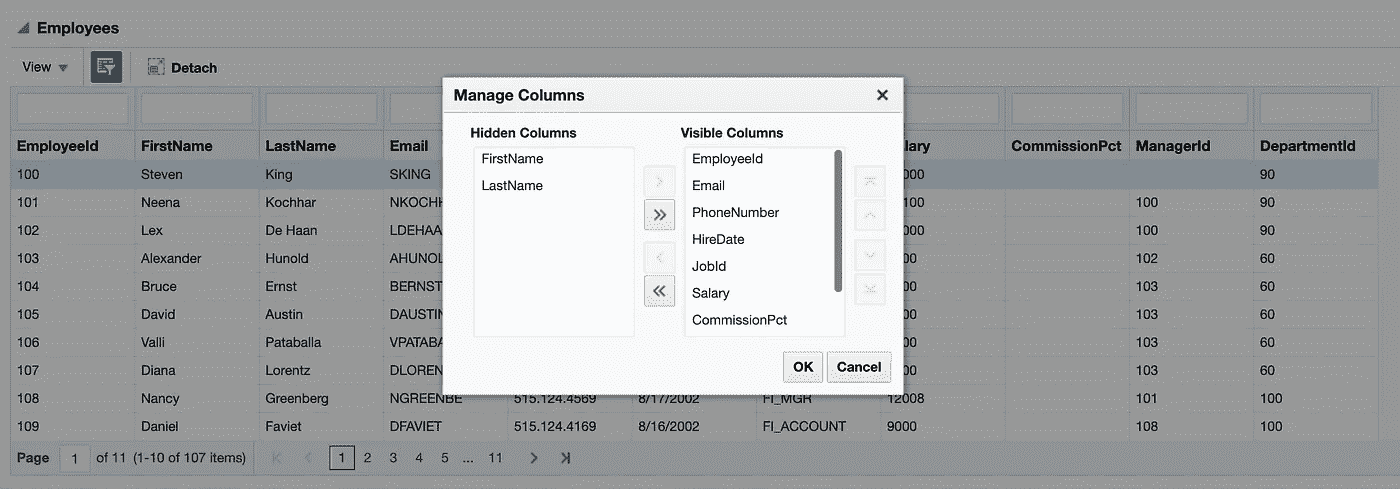 Employees
View Detach
EmployeeId FirstName LastName Email lary CommissionPct ManagerId DepartmentId
100 Steven King SKING 000 90
101 Neena Kochhar NKOCHH 100 100 90
102 Lex De Haan LDEHAA 000 100 90
103 Alexander Hunold AHUNOL 00 102 60
104 Bruce Ernst BERNST 00 103 60
105 David Austin DAUSTIN 00 103 60
106 Valli Pataballa VPATABA 00 103 60
107 Diana Lorentz DLOREN 00 103 60
108 Nancy Greenberg NGREENBE 515.124.4569 8/17/2002 FI_MGR 12008 101 100
109 Daniel Faviet DFAVIET 515.124.4169 8/16/2002 FI_ACCOUNT 9000 108 100
Page 1 of 11 (1-10 of 107 items) 1 2 3 4 5 ... 11
Manage Columns
Hidden Columns
FirstName
LastName
Visible Columns
EmployeeId
Email
PhoneNumber
HireDate
JobId
Salary
CommissionPct
OK Cancel